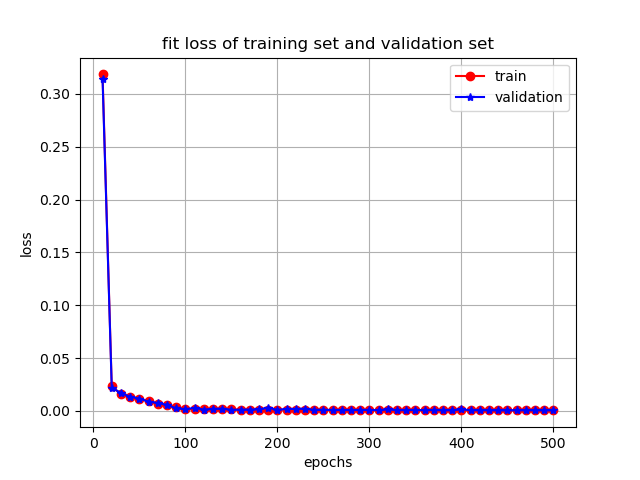 fit loss of training set and validation set
train
validation
0.30
0.25
0.20
0.15
0.10
0.05
0.00
loss
0 100 200 300 400 500
epochs